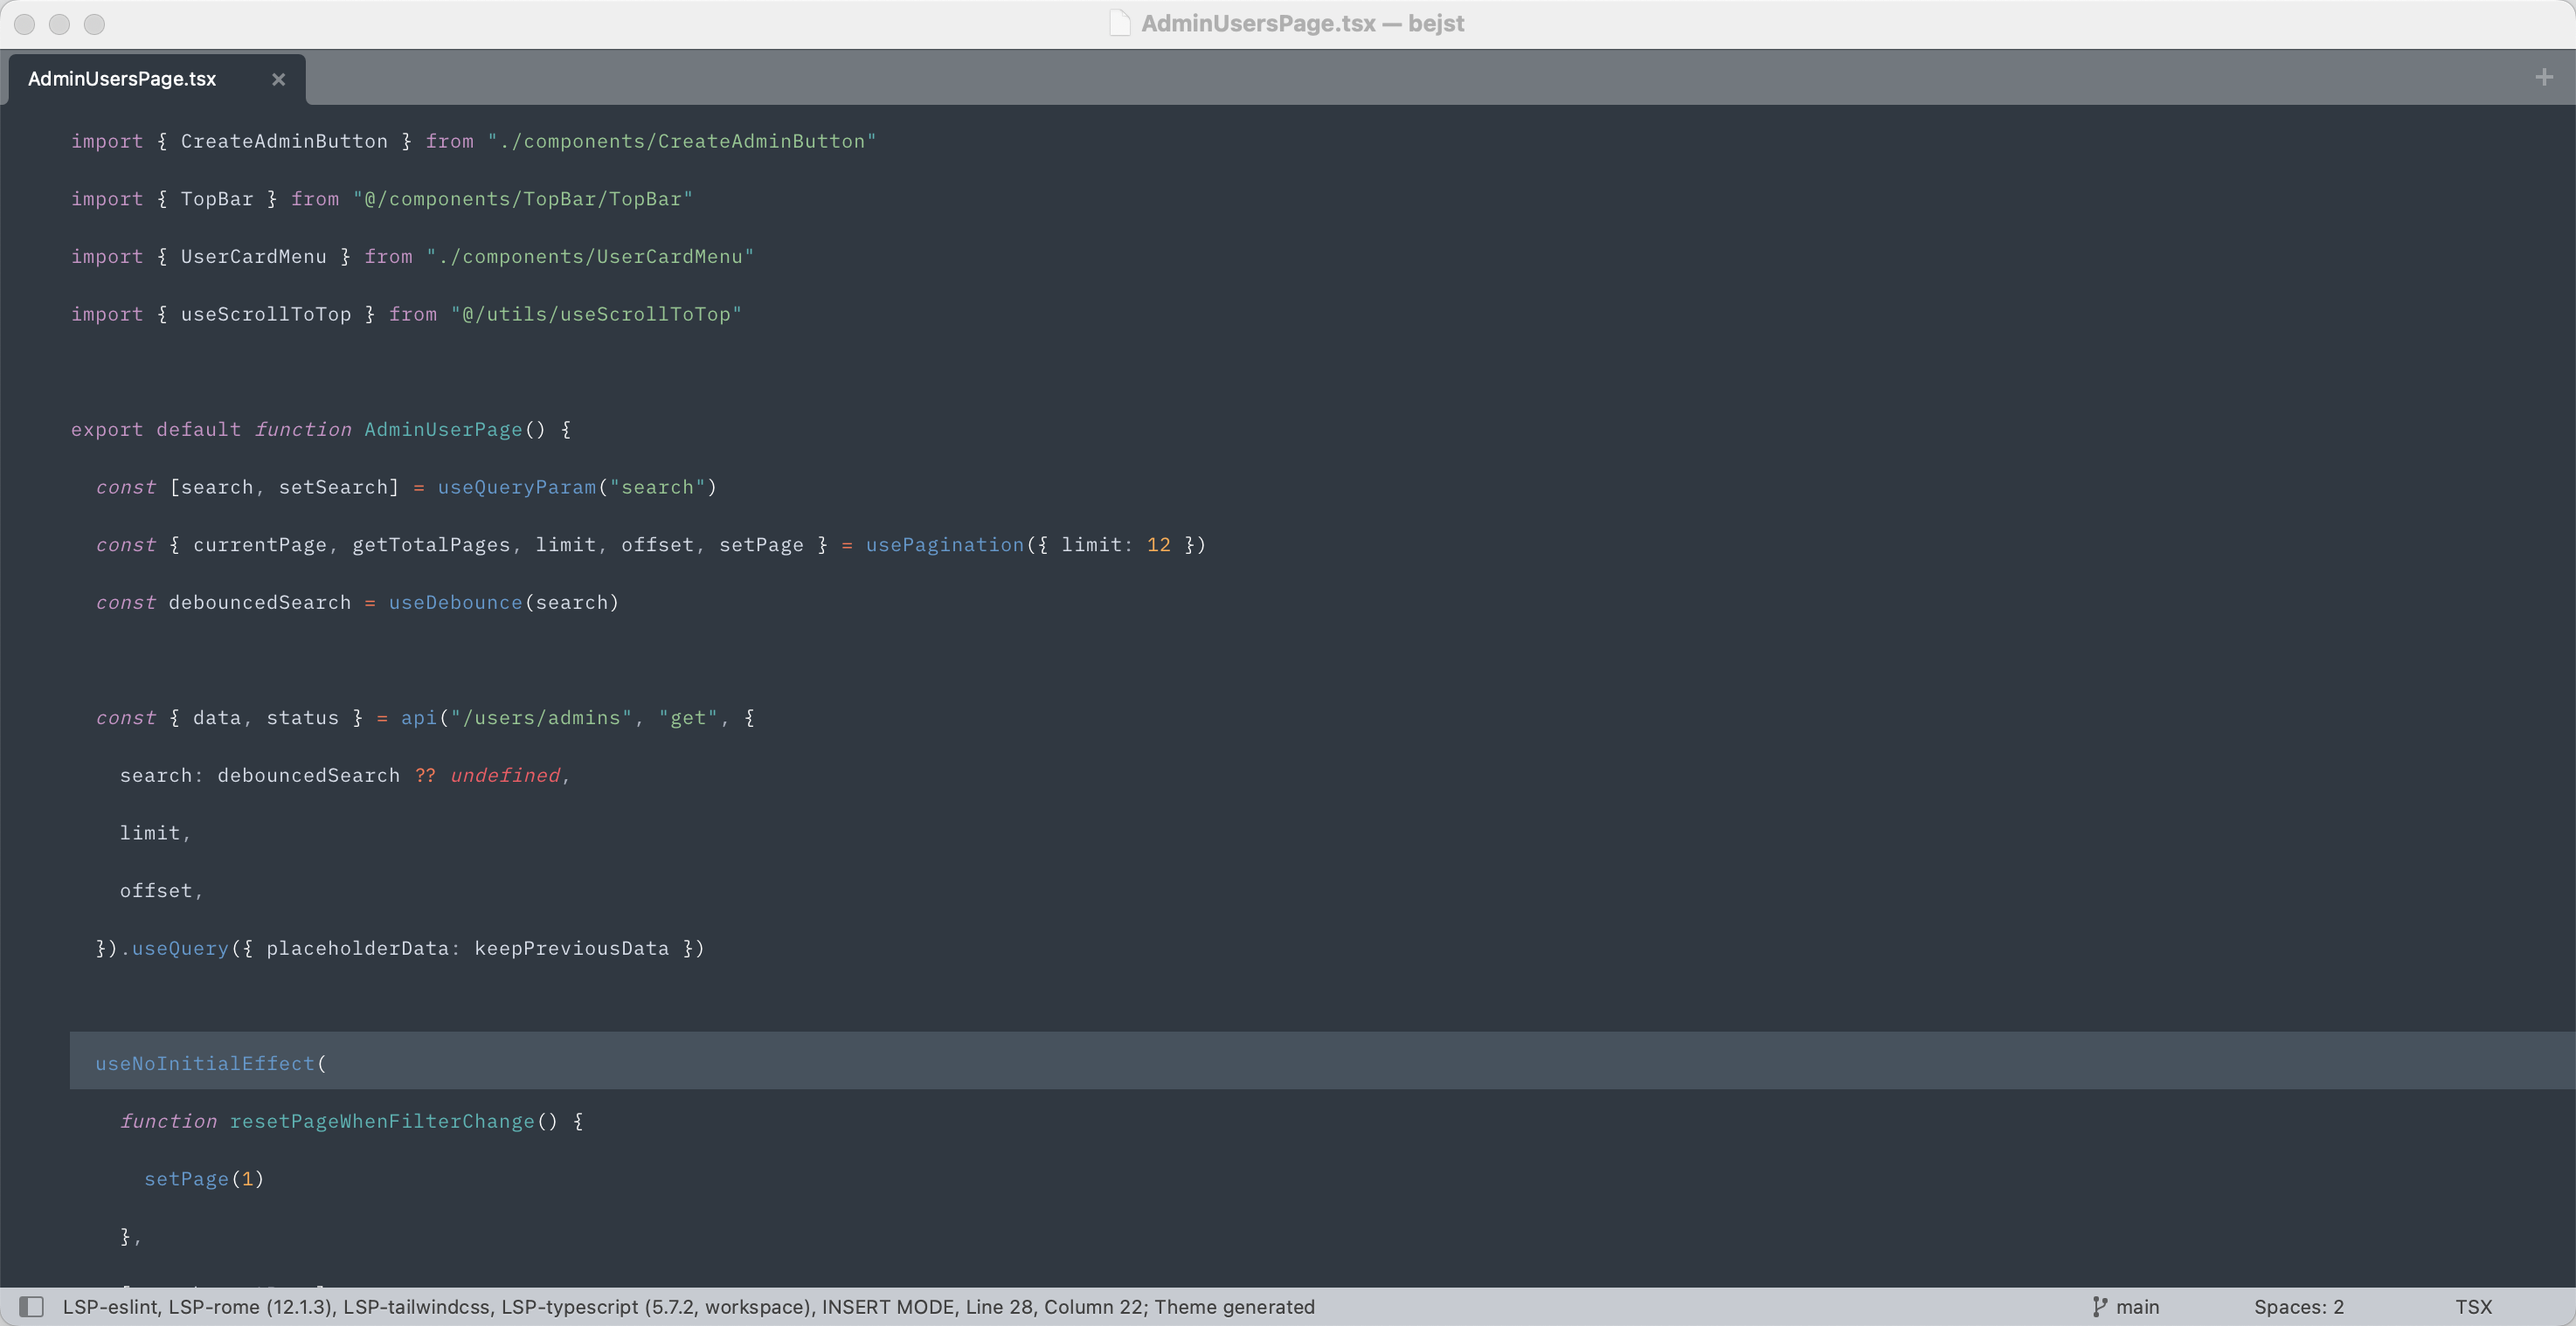 AdminUsersPage.tsx — bejst
AdminUsersPage.tsx
import { CreateAdminButton } from "./components/CreateAdminButton"
import { TopBar } from "@/components/TopBar/TopBar"
import { UserCardMenu } from "./components/UserCardMenu"
import { useScrollToTop } from "@/utils/useScrollToTop"
export default function AdminUserPage() {
const [search, setSearch] = useQueryParam("search")
const { currentPage, getTotalPages, limit, offset, setPage } = usePagination({ limit: 12 })
const debouncedSearch = useDebounce(search)
const { data, status } = api("/users/admins", "get", {
search: debouncedSearch ?? undefined,
limit,
offset,
}).useQuery({ placeholderData: keepPreviousData })
useNoInitialEffect(
function resetPageWhenFilterChange() {
setPage(1)
},
LSP-eslint, LSP-rome (12.1.3), LSP-tailwindcss, LSP-typescript (5.7.2, workspace), INSERT MODE, Line 28, Column 22; Theme generated
main
Spaces: 2
TSX